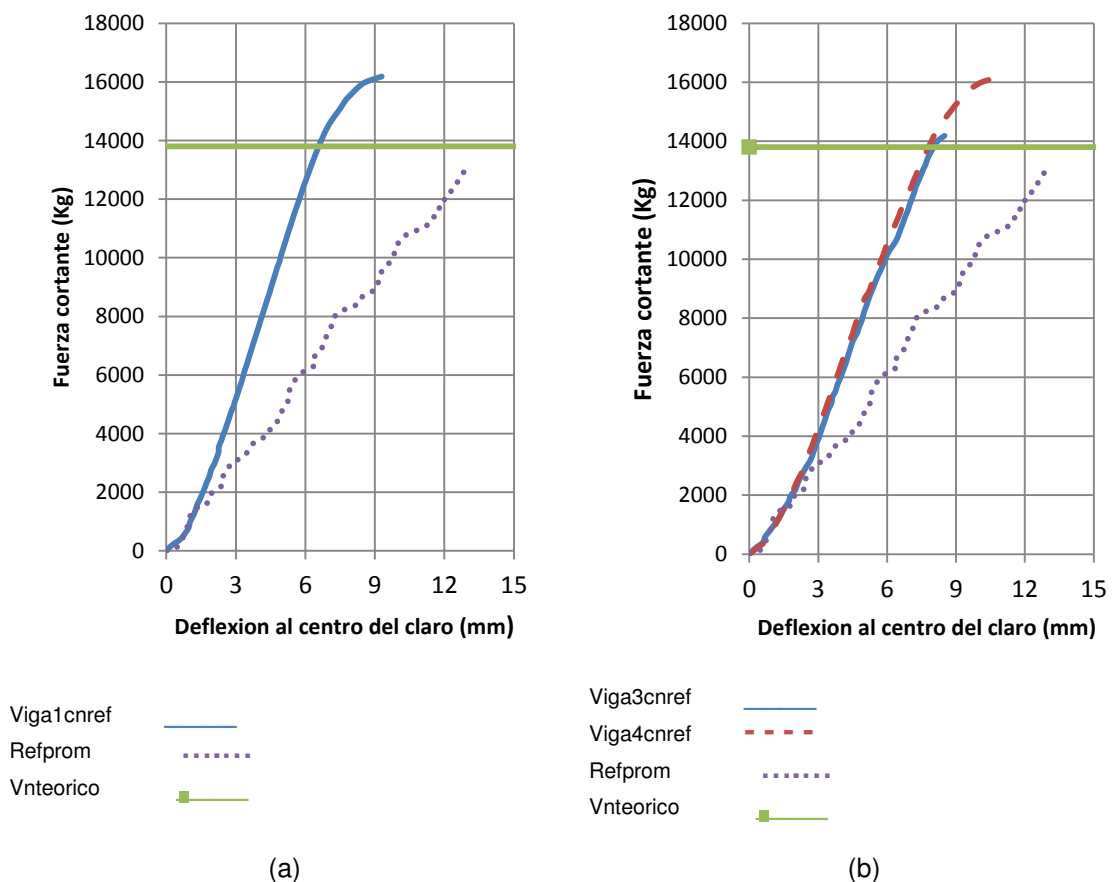 18000
16000
14000
12000
10000
8000
6000
4000
2000
0
Fuerza cortante (Kg)
0 3 6 9 12 15
Deflexion al centro del claro (mm)
Viga1cnref
Refprom
Vnteorico
(a)
18000
16000
14000
12000
10000
8000
6000
4000
2000
0
Fuerza cortante (Kg)
0 3 6 9 12 15
Deflexion al centro del claro (mm)
Viga3cnref
Viga4cnref
Refprom
Vnteorico
(b)